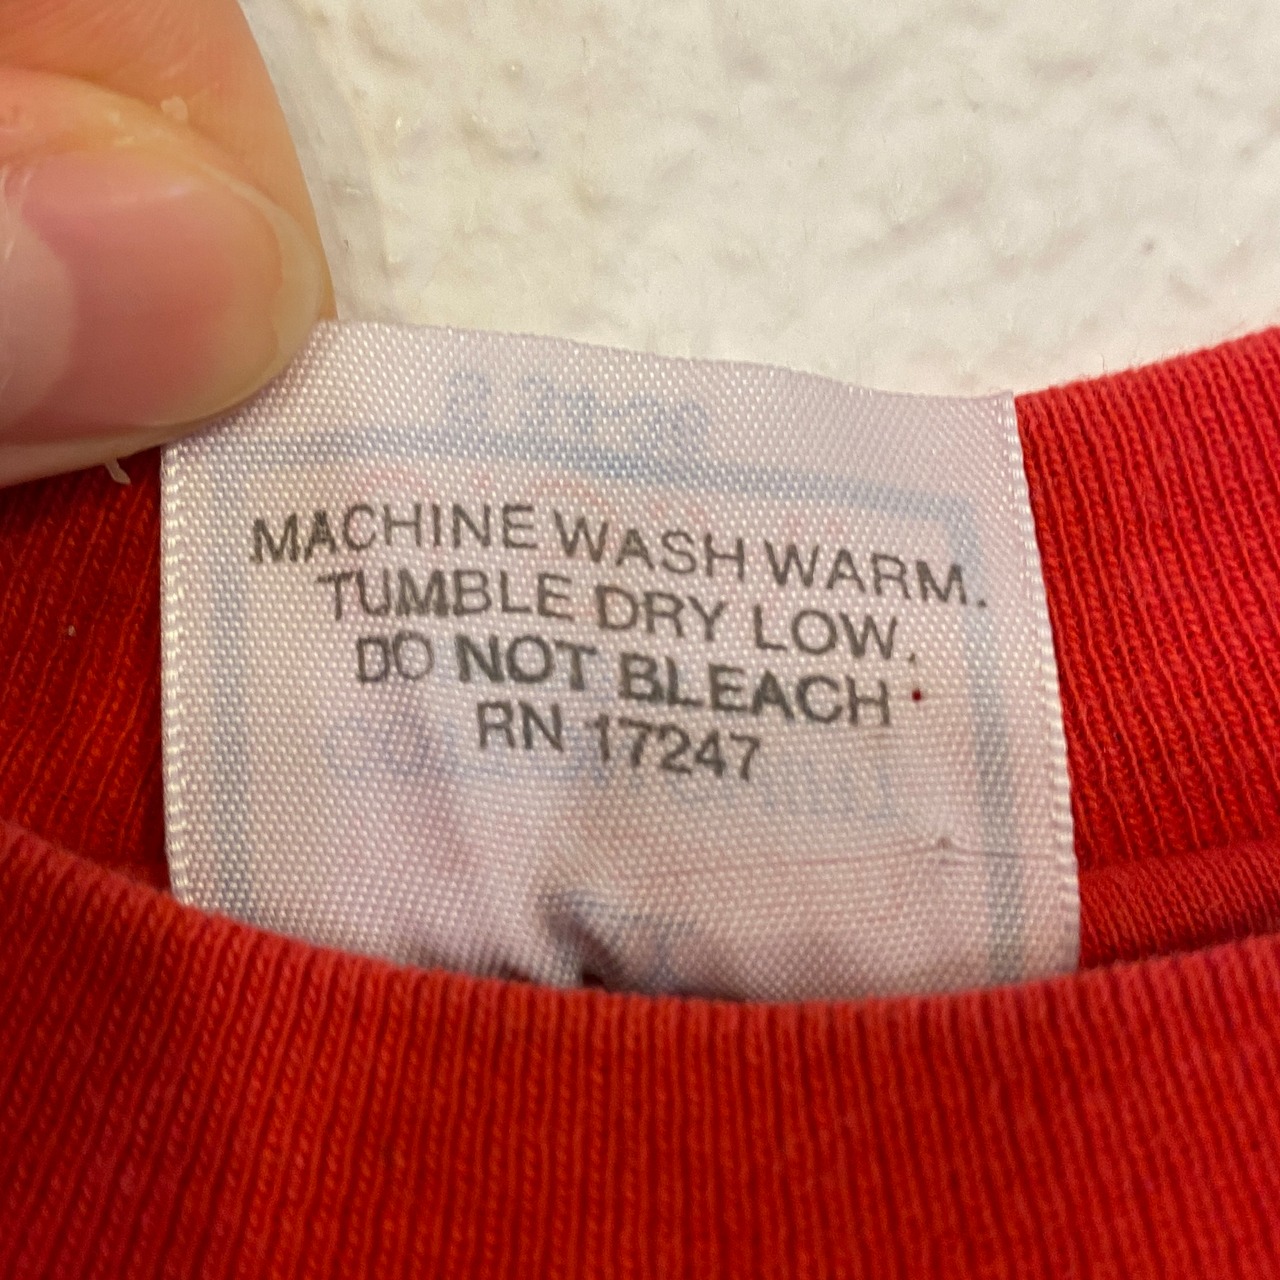 MACHINE WASH WARM.
TUMBLE DRY LOW.
DO NOT BLEACH
RN 17247